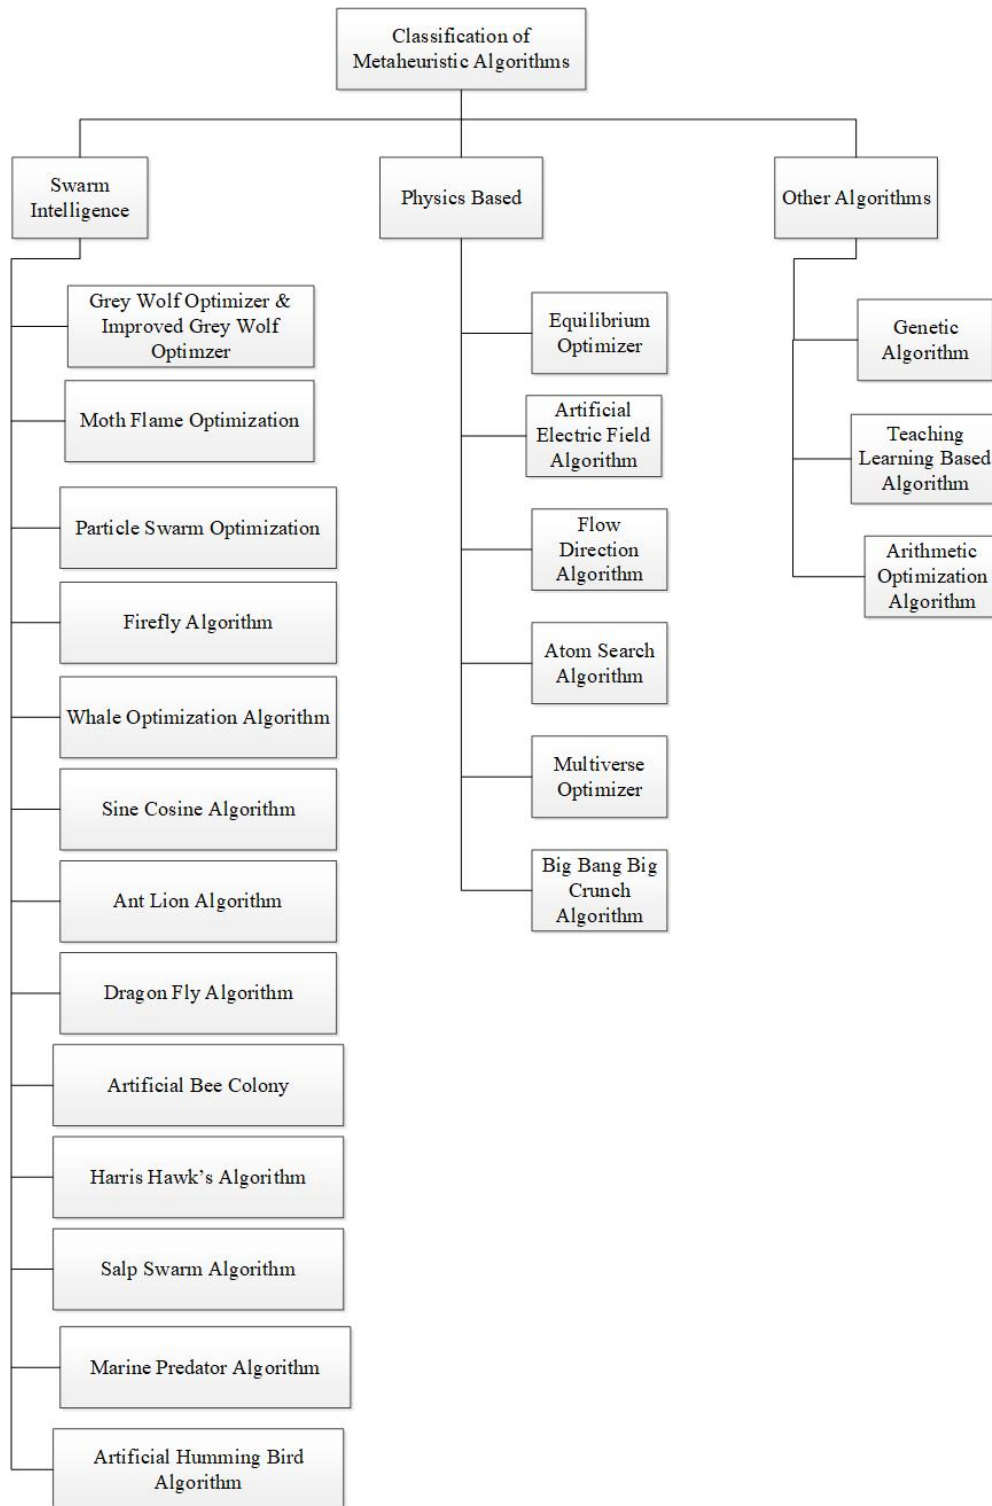 Classification of
Metaheuristic Algorithms
Swarm
Intelligence
Physics Based
Other Algorithms
Grey Wolf Optimizer &
Improved Grey Wolf
Optimzer
Moth Flame Optimization
Particle Swarm Optimization
Firefly Algorithm
Whale Optimization Algorithm
Sine Cosine Algorithm
Ant Lion Algorithm
Dragon Fly Algorithm
Artificial Bee Colony
Harris Hawk’s Algorithm
Salp Swarm Algorithm
Marine Predator Algorithm
Artificial Humming Bird
Algorithm
Equilibrium
Optimizer
Artificial
Electric Field
Algorithm
Flow
Direction
Algorithm
Atom Search
Algorithm
Multiverse
Optimizer
Big Bang Big
Crunch
Algorithm
Genetic
Algorithm
Teaching
Learning Based
Algorithm
Arithmetic
Optimization
Algorithm